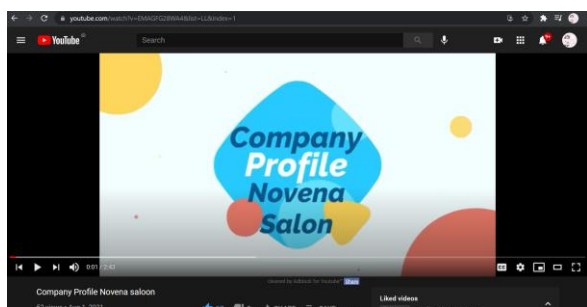 youtube.com/watch?v=EMAGFG28WA4&list=LL&index=1
YouTube
Search
Company
Profile
Novena
Salon
0:01 / 2:43
Company Profile Novena saloon
SHARE
Liked videos